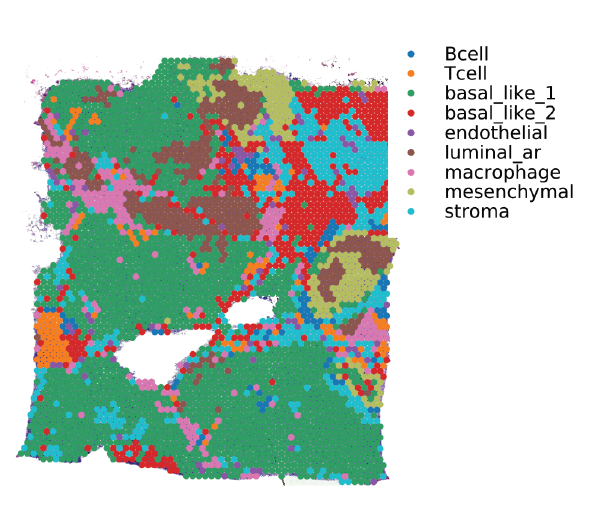 Bcell
Tcell
basal_like_1
basal_like_2
endothelial
luminal_ar
macrophage
mesenchymal
stroma